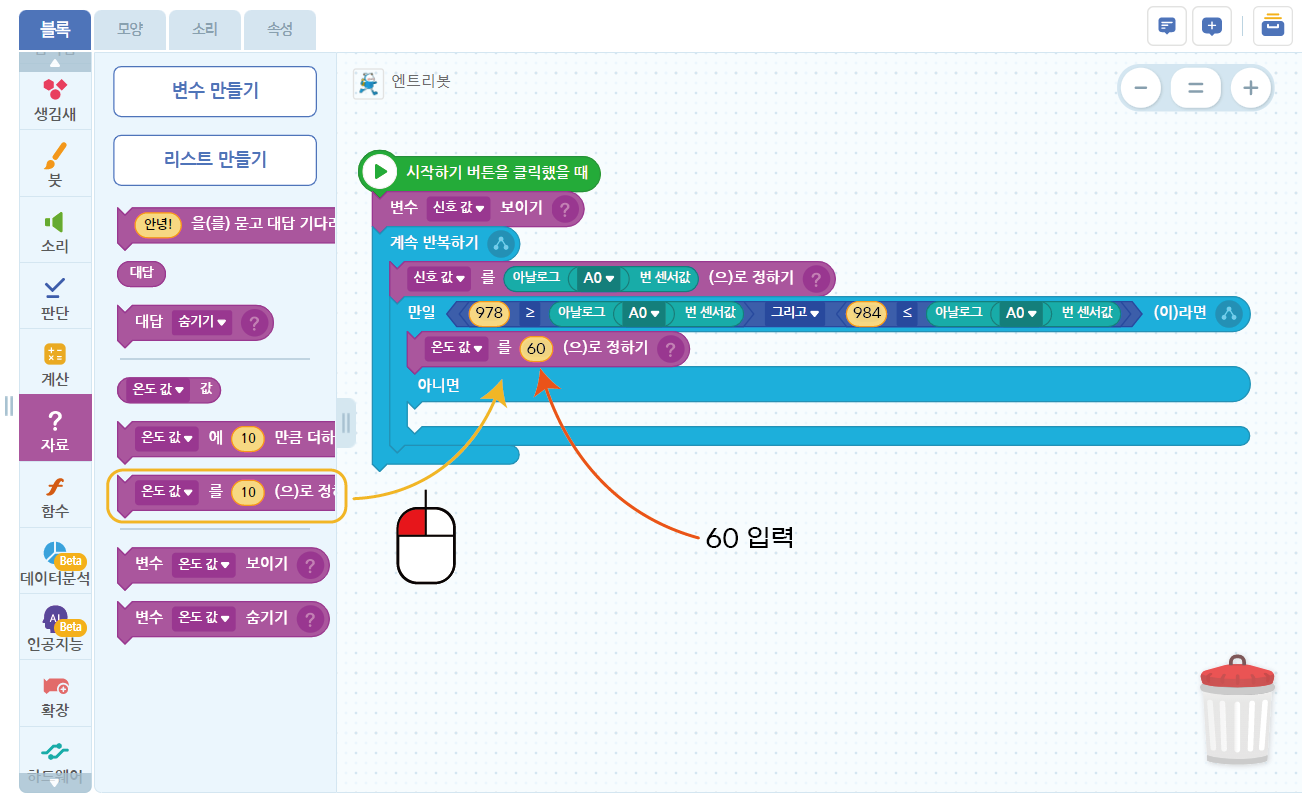 블록
모양
소리
속성
생김새
붓
소리
판단
계산
?
자료
함수
Beta
데이터분석
AI
Beta
인공지능
확장
하드웨어
변수 만들기
리스트 만들기
안녕! 을(를) 묻고 대답 기다리
대답
대답 숨기기▼ ?
온도 값▼ 값
온도 값▼ 에 10 만큼 더하
온도 값▼ 를 10 (으)로 정하
변수 온도 값▼ 보이기 ?
변수 온도 값▼ 숨기기 ?
엔트리봇
시작하기 버튼을 클릭했을 때
변수 신호 값▼ 보이기 ?
계속 반복하기
신호 값▼ 를 아날로그 A0▼ 번 센서값 (으)로 정하기 ?
만일 978 ≥ 아날로그 A0▼ 번 센서값 그리고▼ 984 ≤ 아날로그 A0▼ 번 센서값 (이)라면
온도 값▼ 를 60 (으)로 정하기 ?
아니면
60 입력